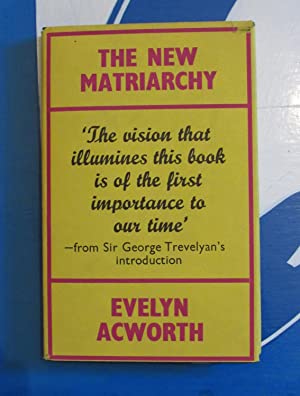 THE NEW
MATRIARCHY
'The vision that
illumines this book
is of the first
importance to
our time'
—from Sir George Trevelyan's
introduction
EVELYN
ACWORTH